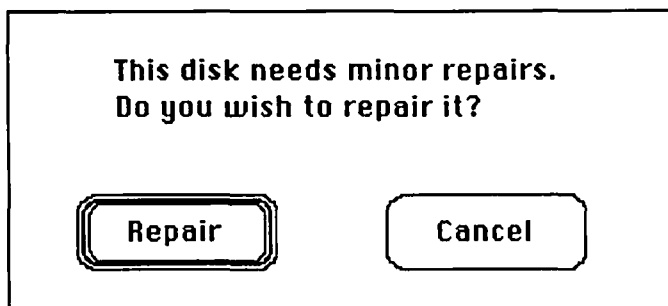 This disk needs minor repairs.
Do you wish to repair it?
Repair
Cancel